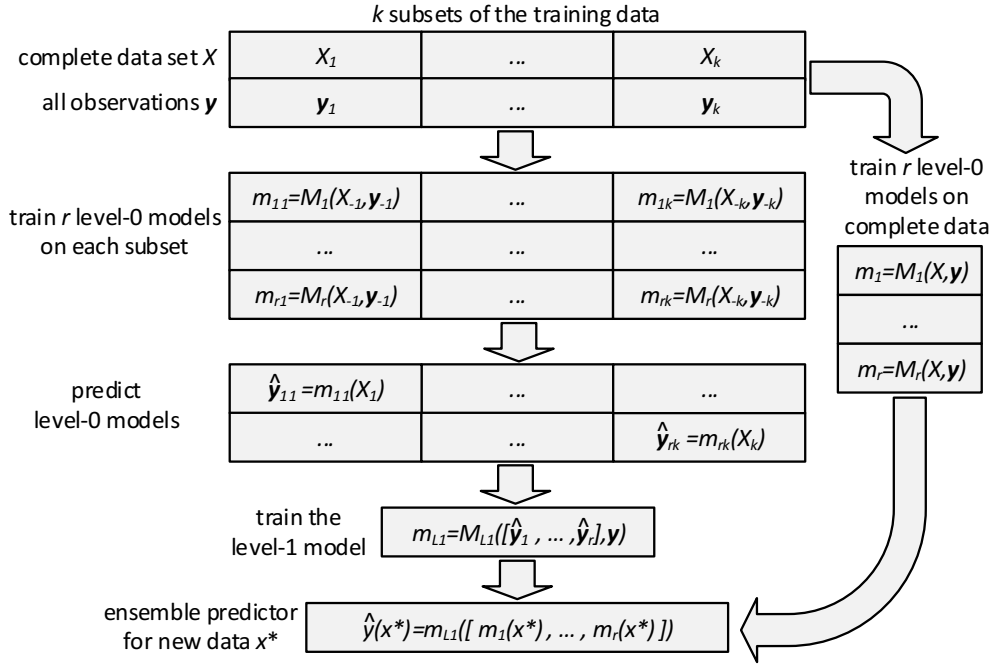 k subsets of the training data
complete data set X
X₁ ... Xₖ
all observations y
y₁ ... yₖ
train r level-0
models on
complete data
train r level-0 models
on each subset
m₁₁=M₁(X₋₁,y₋₁) ... m₁ₖ=M₁(X₋ₖ,y₋ₖ)
... ... ...
mᵣ₁=Mᵣ(X₋₁,y₋₁) ... mᵣₖ=Mᵣ(X₋ₖ,y₋ₖ)
m₁=M₁(X,y)
...
mᵣ=Mᵣ(X,y)
predict
level-0 models
ŷ₁₁=m₁₁(X₁) ... ...
... ... ŷᵣₖ=mᵣₖ(Xₖ)
train the
level-1 model
m_L1=M_L1([ŷ₁ , ... ,ŷᵣ],y)
ensemble predictor
for new data x*
ŷ(x*)=m_L1([ m₁(x*) , ... , mᵣ(x*) ])